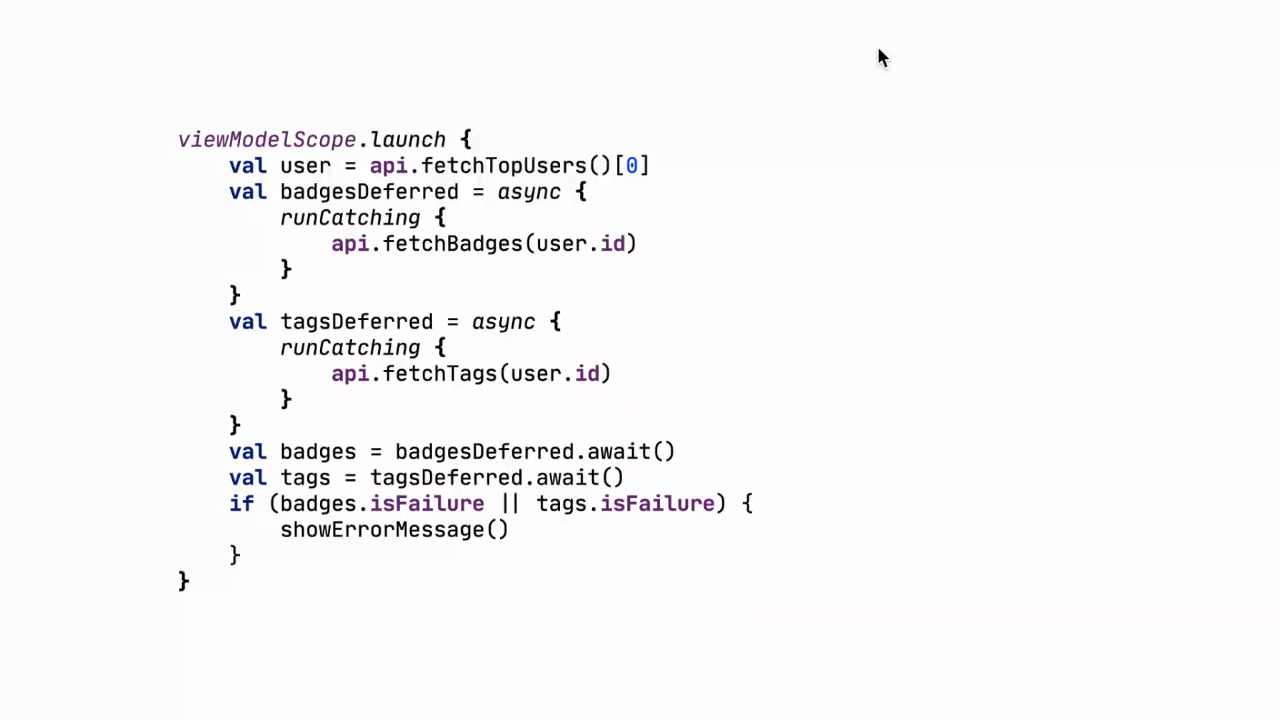 viewModelScope.launch {
    val user = api.fetchTopUsers()[0]
    val badgesDeferred = async {
        runCatching {
            api.fetchBadges(user.id)
        }
    }
    val tagsDeferred = async {
        runCatching {
            api.fetchTags(user.id)
        }
    }
    val badges = badgesDeferred.await()
    val tags = tagsDeferred.await()
    if (badges.isFailure || tags.isFailure) {
        showErrorMessage()
    }
}